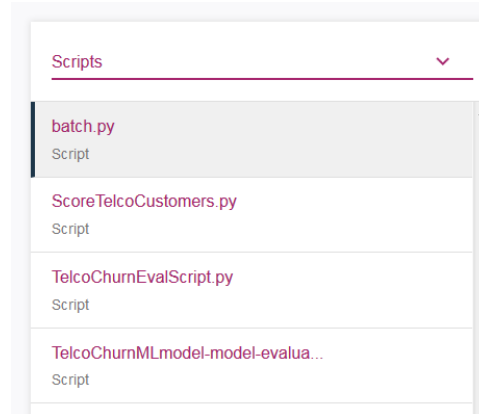 Scripts
batch.py
Script
ScoreTelcoCustomers.py
Script
TelcoChurnEvalScript.py
Script
TelcoChurnMLmodel-model-evalua...
Script